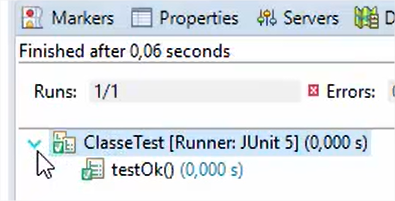 Markers Properties Servers
Finished after 0,06 seconds
Runs: 1/1 Errors:
ClasseTest [Runner: JUnit 5] (0,000 s)
testOk() (0,000 s)